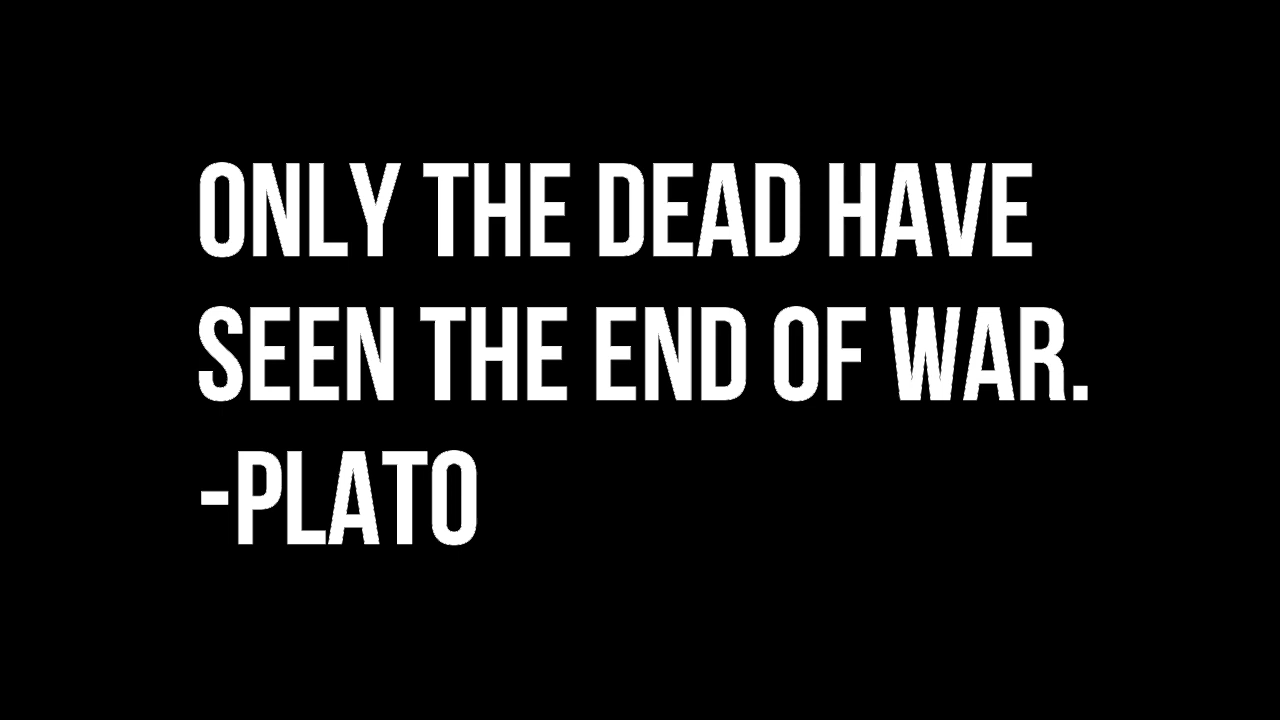 ONLY THE DEAD HAVE
SEEN THE END OF WAR.
-PLATO